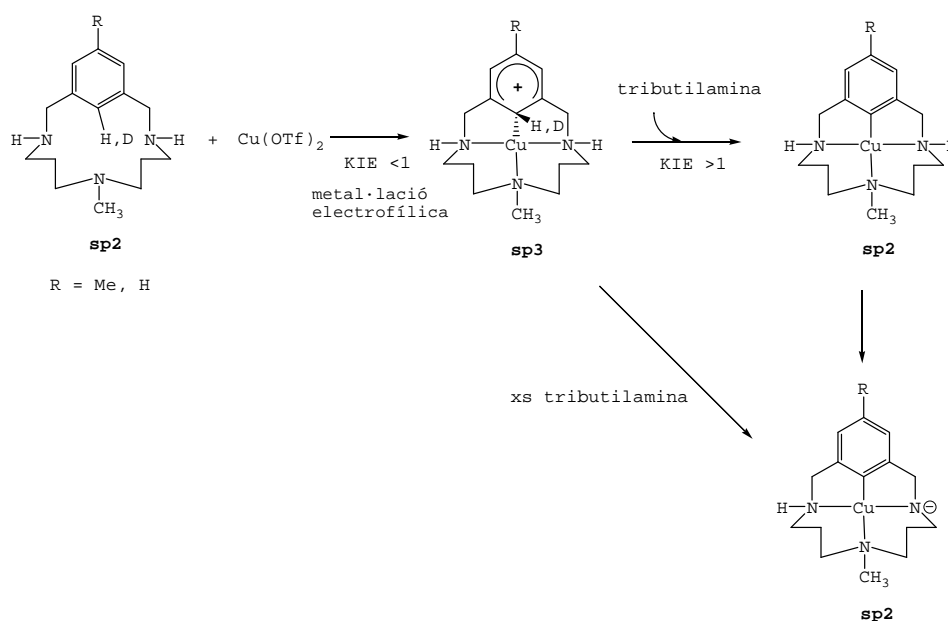 R
H
N
H,D
N
H
N
CH3
sp2
R = Me, H
+ Cu(OTf)2
KIE <1
metal·lació
electrofílica
R
+
H,D
H
N
Cu
N
H
N
CH3
sp3
tributilamina
KIE >1
R
H
N
Cu
N
N
CH3
sp2
xs tributilamina
R
H
N
Cu
N
−
N
CH3
sp2